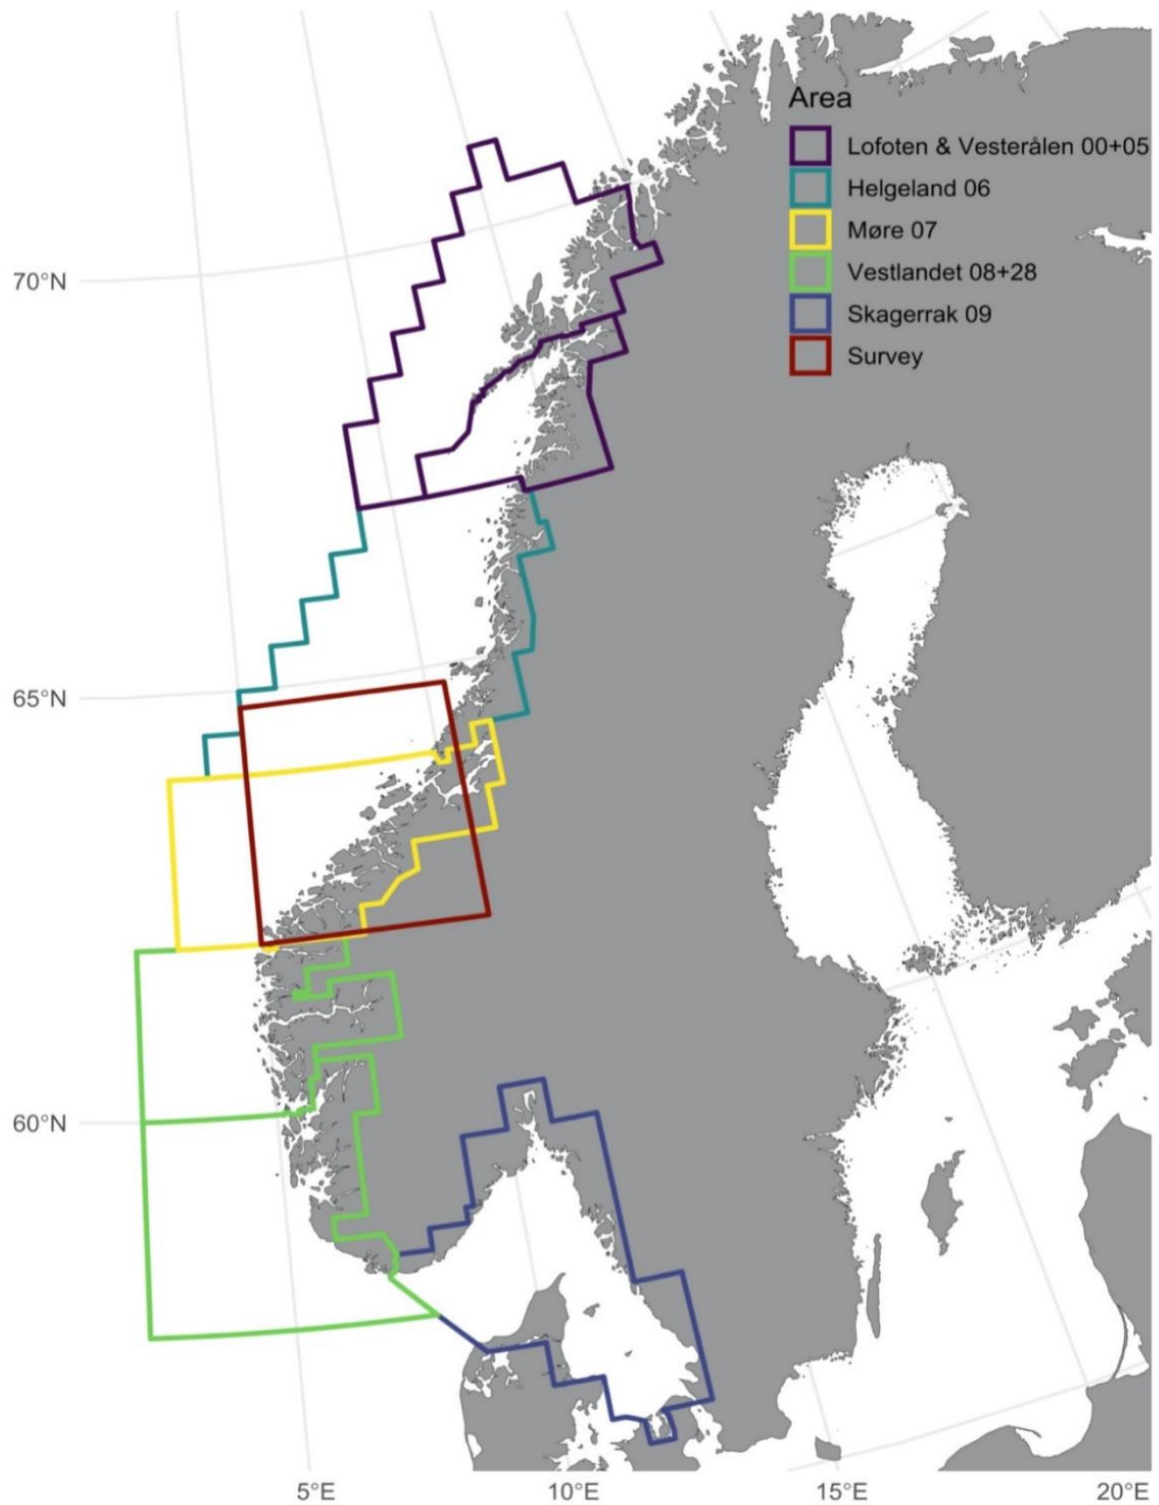 Area
Lofoten & Vesterålen 00+05
Helgeland 06
Møre 07
Vestlandet 08+28
Skagerrak 09
Survey
70°N
65°N
60°N
5°E
10°E
15°E
20°E